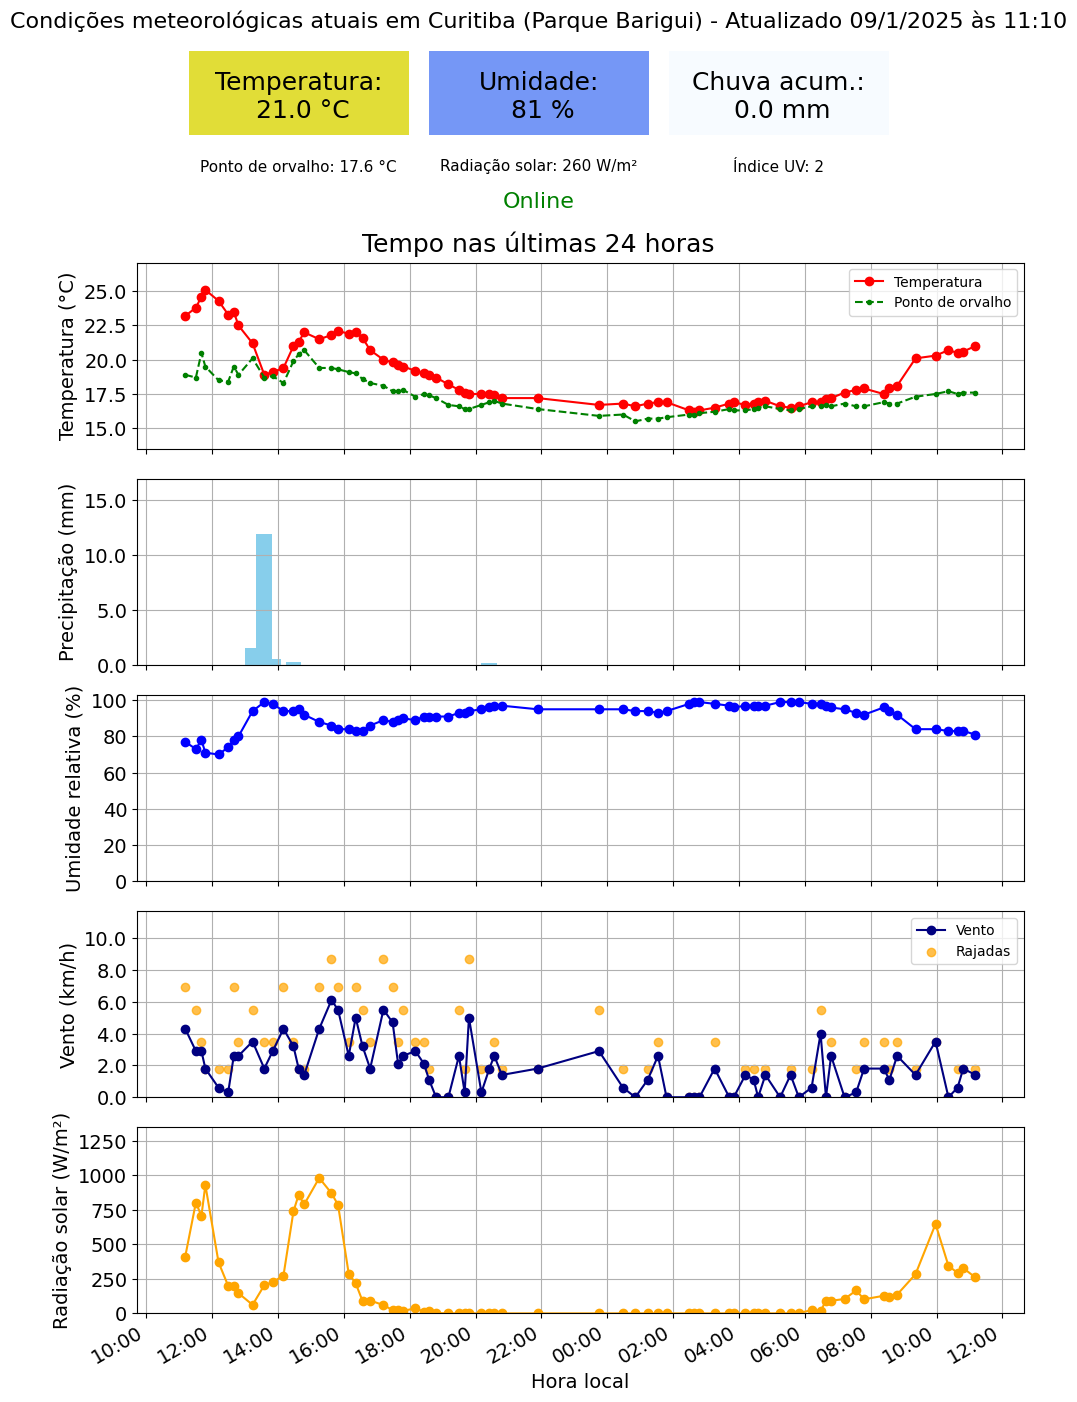 Condições meteorológicas atuais em Curitiba (Parque Barigui) - Atualizado 09/1/2025 às 11:10
Temperatura:
21.0 °C
Umidade:
81 %
Chuva acum.:
0.0 mm
Ponto de orvalho: 17.6 °C
Radiação solar: 260 W/m²
Índice UV: 2
Online
Tempo nas últimas 24 horas
Temperatura (°C)
25.0
22.5
20.0
17.5
15.0
Temperatura
Ponto de orvalho
Precipitação (mm)
15.0
10.0
5.0
0.0
Umidade relativa (%)
100
80
60
40
20
0
Vento (km/h)
10.0
8.0
6.0
4.0
2.0
0.0
Vento
Rajadas
Radiação solar (W/m²)
1250
1000
750
500
250
0
10:00
12:00
14:00
16:00
18:00
20:00
22:00
00:00
02:00
04:00
06:00
08:00
10:00
12:00
Hora local